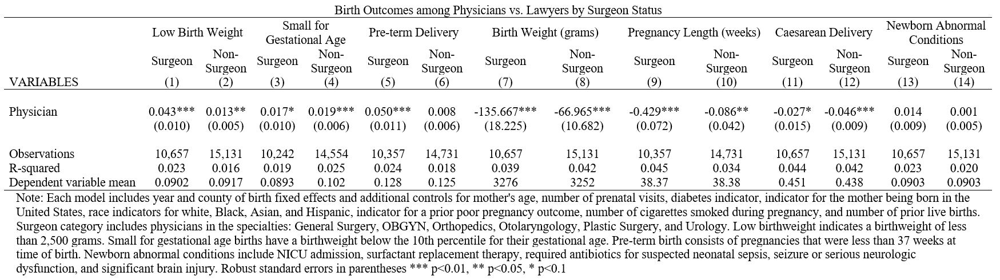 Birth Outcomes among Physicians vs. Lawyers by Surgeon Status
Low Birth Weight Small for Gestational Age Pre-term Delivery Birth Weight (grams) Pregnancy Length (weeks) Caesarean Delivery Newborn Abnormal Conditions
Surgeon Non-Surgeon Surgeon Non-Surgeon Surgeon Non-Surgeon Surgeon Non-Surgeon Surgeon Non-Surgeon Surgeon Non-Surgeon Surgeon Non-Surgeon
VARIABLES (1) (2) (3) (4) (5) (6) (7) (8) (9) (10) (11) (12) (13) (14)
Physician 0.043*** 0.013** 0.017* 0.019*** 0.050*** 0.008 -135.667*** -66.965*** -0.429*** -0.086** -0.027* -0.046*** 0.014 0.001
(0.010) (0.005) (0.010) (0.006) (0.011) (0.006) (18.225) (10.682) (0.072) (0.042) (0.015) (0.009) (0.009) (0.005)
Observations 10,657 15,131 10,242 14,554 10,357 14,731 10,657 15,131 10,357 14,731 10,657 15,131 10,657 15,131
R-squared 0.023 0.016 0.019 0.025 0.024 0.018 0.039 0.042 0.045 0.034 0.044 0.042 0.023 0.020
Dependent variable mean 0.0902 0.0917 0.0893 0.102 0.128 0.125 3276 3252 38.37 38.38 0.451 0.438 0.0903 0.0903
Note: Each model includes year and county of birth fixed effects and additional controls for mother's age, number of prenatal visits, diabetes indicator, indicator for the mother being born in the
United States, race indicators for white, Black, Asian, and Hispanic, indicator for a prior poor pregnancy outcome, number of cigarettes smoked during pregnancy, and number of prior live births.
Surgeon category includes physicians in the specialties: General Surgery, OBGYN, Orthopedics, Otolaryngology, Plastic Surgery, and Urology. Low birthweight indicates a birthweight of less
than 2,500 grams. Small for gestational age births have a birthweight below the 10th percentile for their gestational age. Pre-term birth consists of pregnancies that were less than 37 weeks at
time of birth. Newborn abnormal conditions include NICU admission, surfactant replacement therapy, required antibiotics for suspected neonatal sepsis, seizure or serious neurologic
dysfunction, and significant brain injury. Robust standard errors in parentheses *** p<0.01, ** p<0.05, * p<0.1